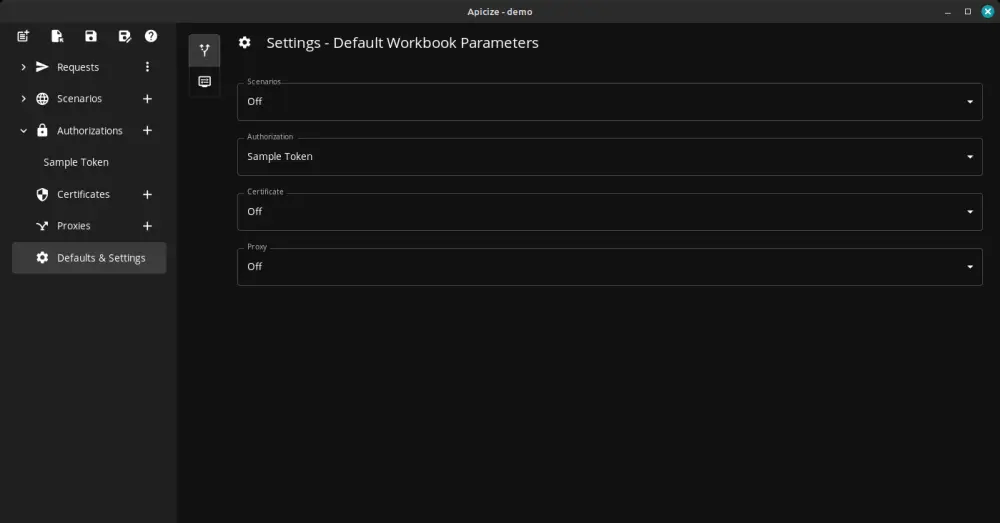 Apicize - demo
Requests
Scenarios
Authorizations
Sample Token
Certificates
Proxies
Defaults & Settings
Settings - Default Workbook Parameters
Scenarios
Off
Authorization
Sample Token
Certificate
Off
Proxy
Off